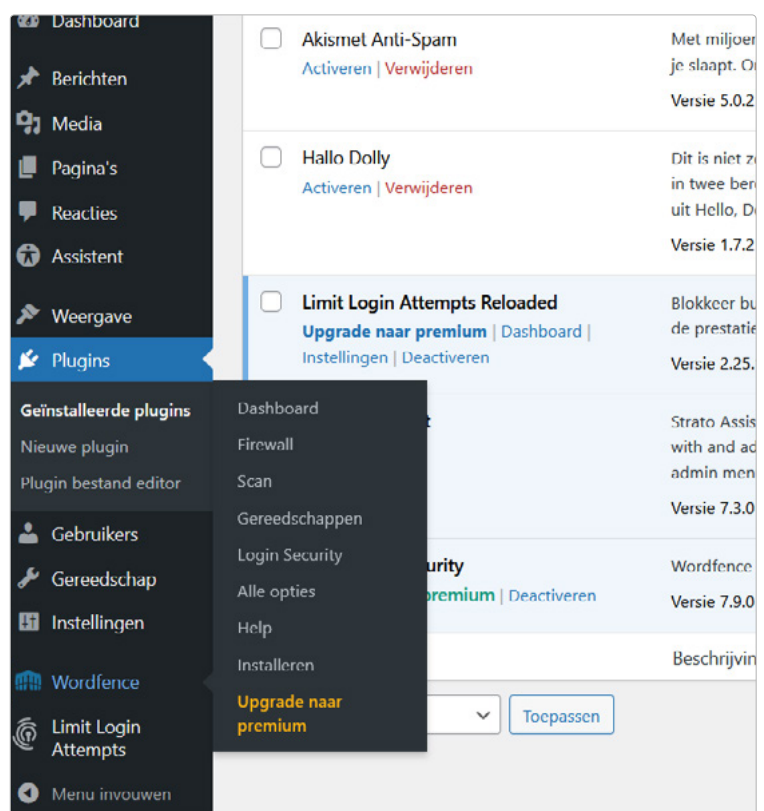 Dashboard
Berichten
Media
Pagina's
Reacties
Assistent
Weergave
Plugins
Geïnstalleerde plugins
Nieuwe plugin
Plugin bestand editor
Gebruikers
Gereedschap
Instellingen
Wordfence
Limit Login
Attempts
Menu invouwen
Dashboard
Firewall
Scan
Gereedschappen
Login Security
Alle opties
Help
Installeren
Upgrade naar
premium
Akismet Anti-Spam
Activeren | Verwijderen
Met miljoer
je slaapt. O
Versie 5.0.2
Hallo Dolly
Activeren | Verwijderen
Dit is niet z
in twee ber
uit Hello, D
Versie 1.7.2
Limit Login Attempts Reloaded
Upgrade naar premium | Dashboard |
Instellingen | Deactiveren
Blokkeer bu
de prestatie
Versie 2.25.
t
Strato Assis
with and ad
admin men
Versie 7.3.0
urity
premium | Deactiveren
Wordfence
Versie 7.9.0
Beschrijvin
Toepassen